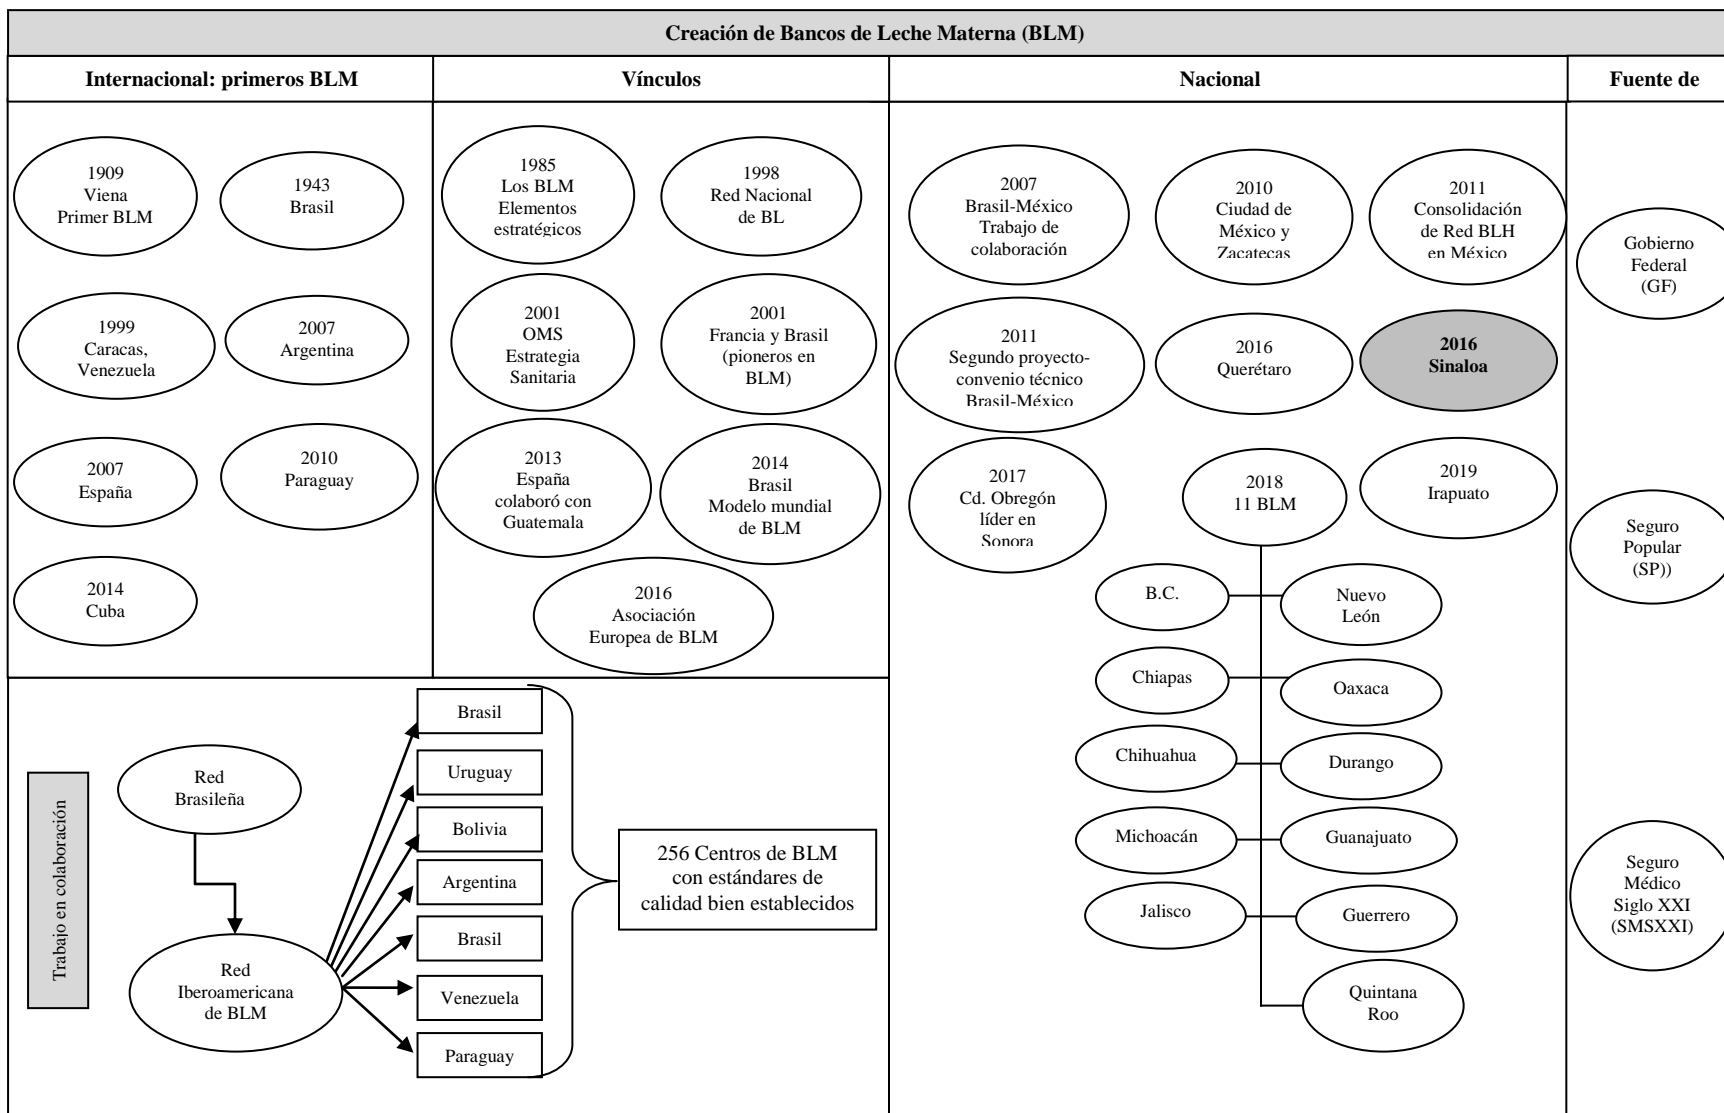 Creación de Bancos de Leche Materna (BLM)
Internacional: primeros BLM
Vínculos
Nacional
Fuente de
1909
Viena
Primer BLM
1943
Brasil
1999
Caracas,
Venezuela
2007
Argentina
2007
España
2010
Paraguay
2014
Cuba
1985
Los BLM
Elementos
estratégicos
1998
Red Nacional
de BL
2001
OMS
Estrategia
Sanitaria
2001
Francia y Brasil
(pioneros en
BLM)
2013
España
colaboró con
Guatemala
2014
Brasil
Modelo mundial
de BLM
2016
Asociación
Europea de BLM
2007
Brasil-México
Trabajo de
colaboración
2010
Ciudad de
México y
Zacatecas
2011
Consolidación
de Red BLH
en México
2011
Segundo proyecto-
convenio técnico
Brasil-México
2016
Querétaro
2016
Sinaloa
2017
Cd. Obregón
líder en
Sonora
2018
11 BLM
2019
Irapuato
B.C.
Nuevo
León
Chiapas
Oaxaca
Chihuahua
Durango
Michoacán
Guanajuato
Jalisco
Guerrero
Quintana
Roo
Gobierno
Federal
(GF)
Seguro
Popular
(SP))
Seguro
Médico
Siglo XXI
(SMSXXI)
Trabajo en colaboración
Red
Brasileña
Red
Iberoamericana
de BLM
Brasil
Uruguay
Bolivia
Argentina
Brasil
Venezuela
Paraguay
256 Centros de BLM
con estándares de
calidad bien establecidos